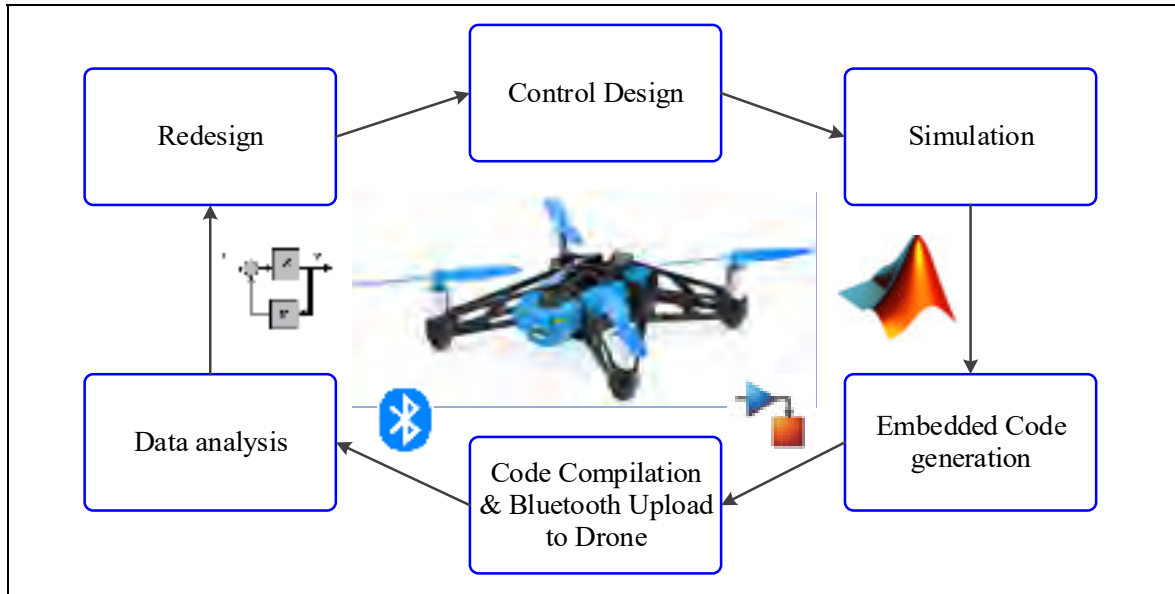 Control Design
Redesign
Simulation
Data analysis
Embedded Code
generation
Code Compilation
& Bluetooth Upload
to Drone